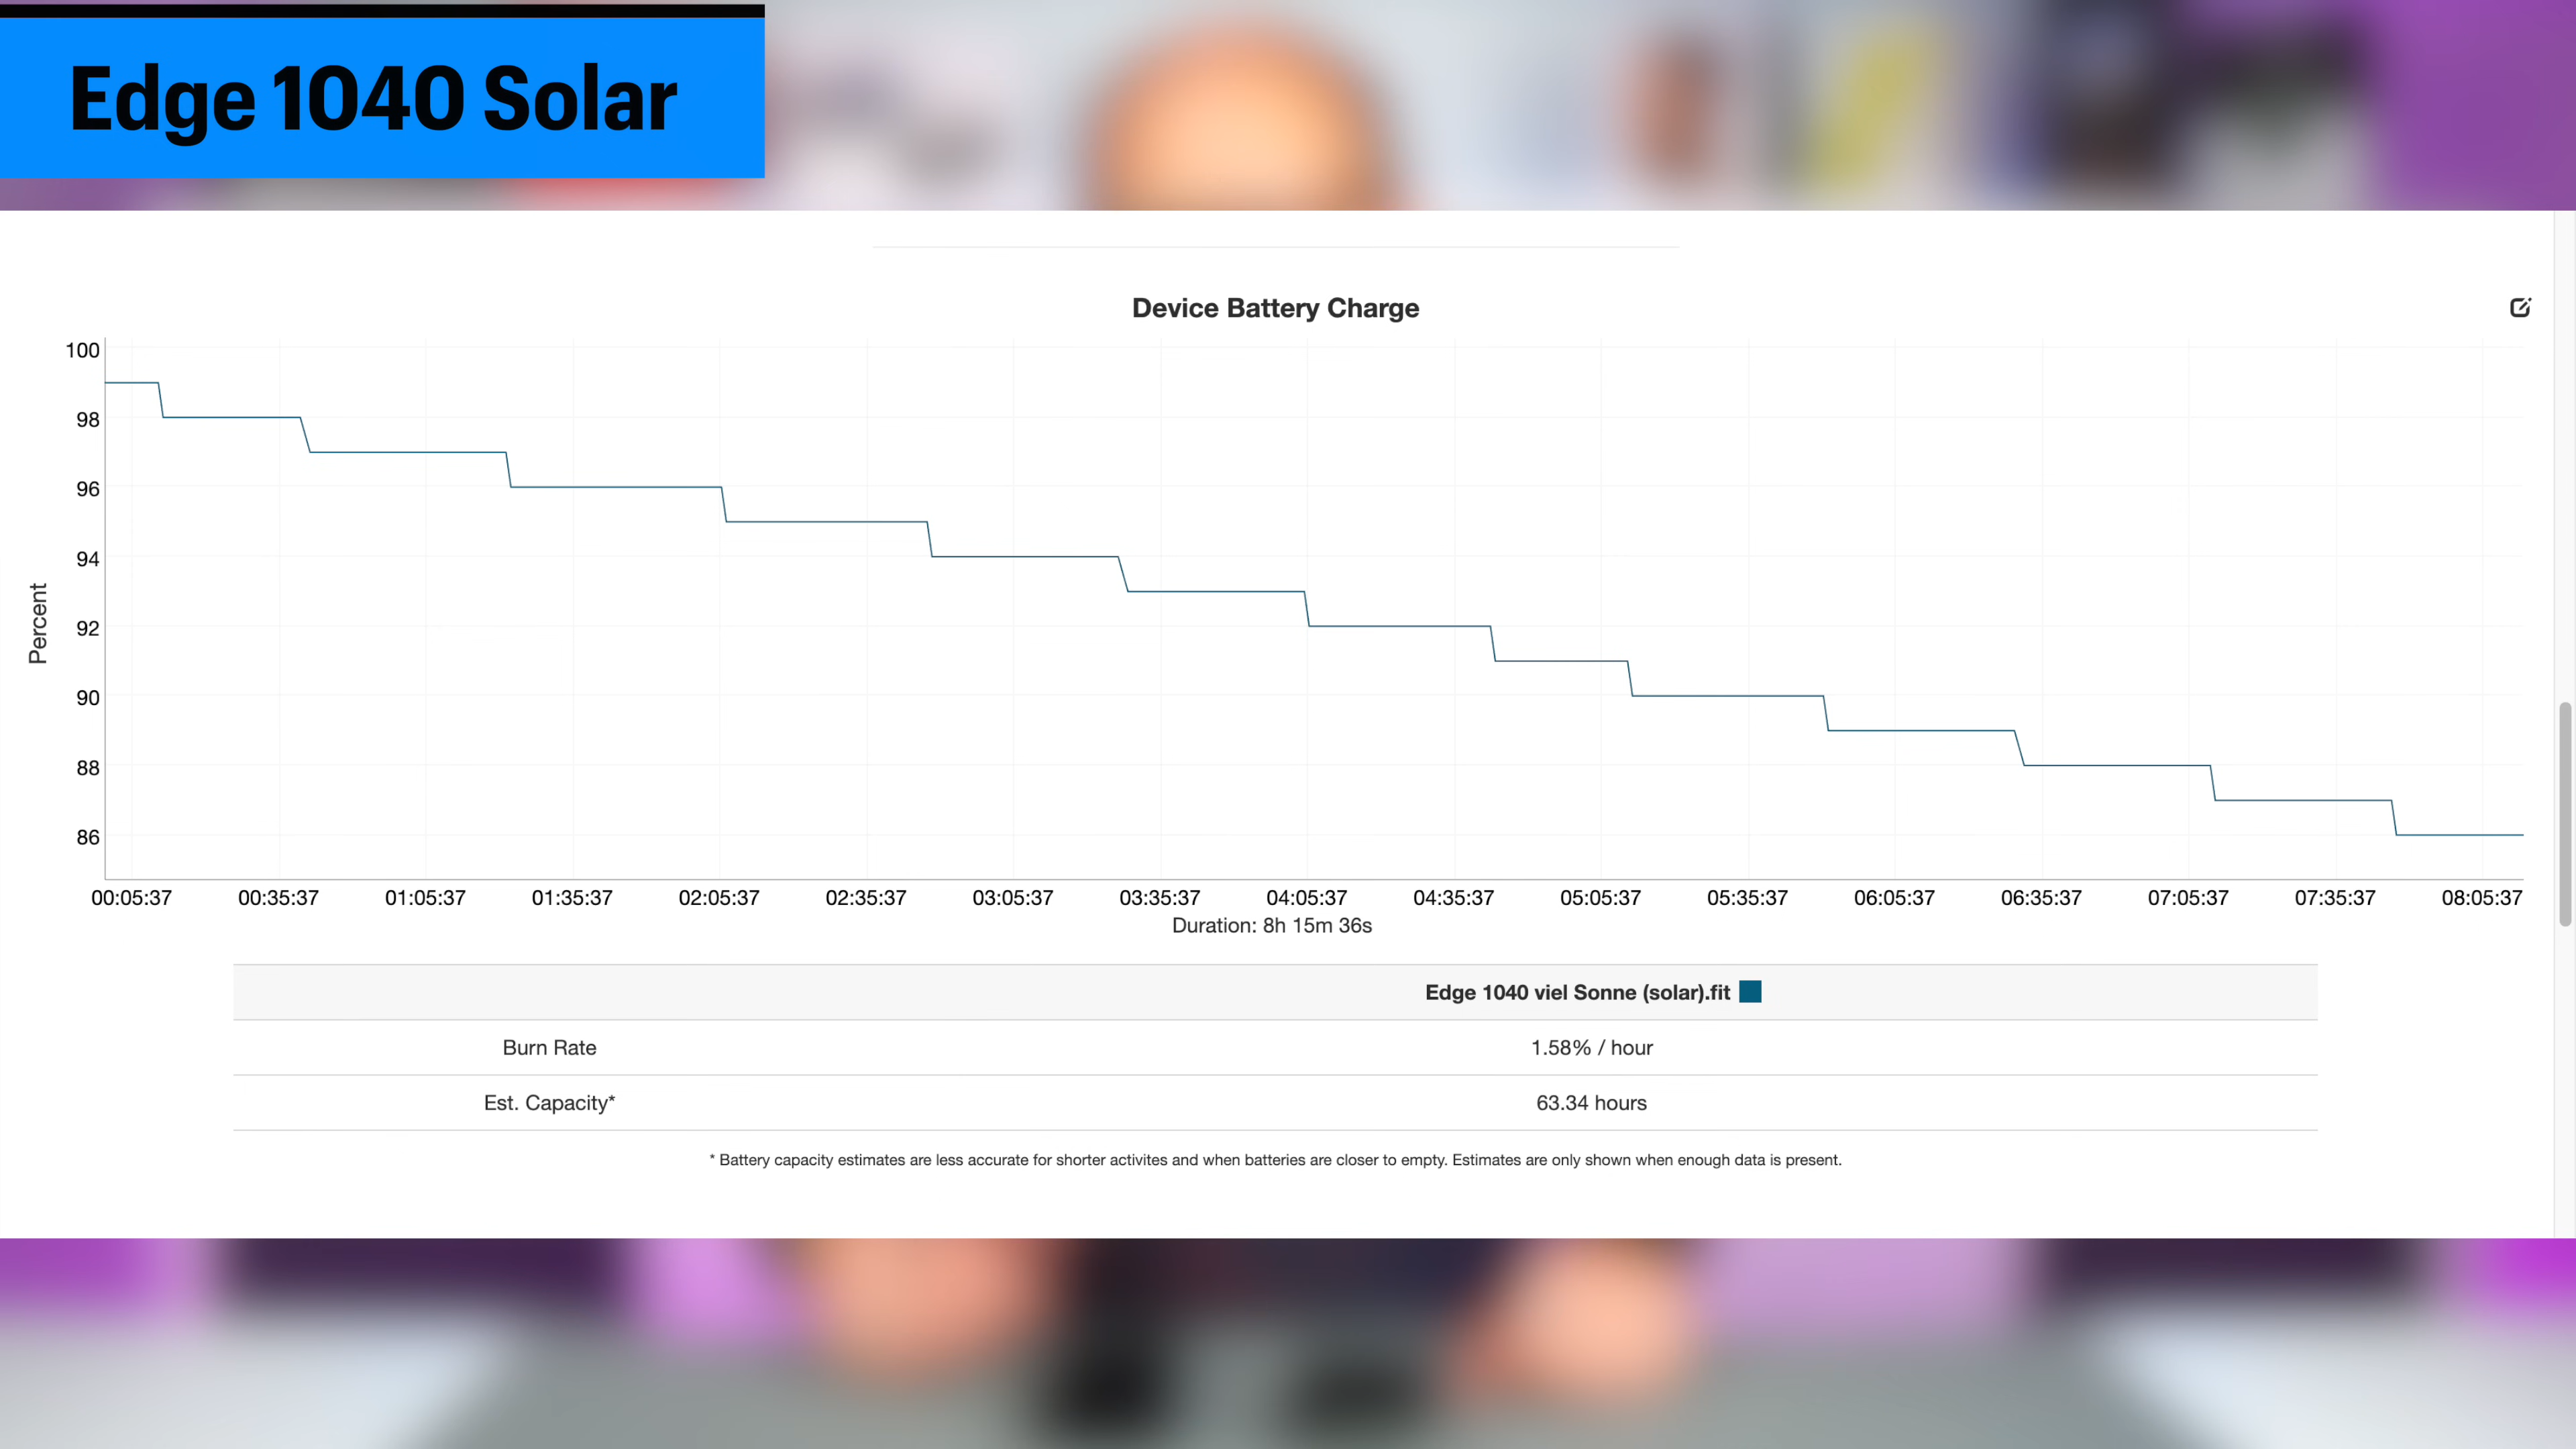 Edge 1040 Solar
Device Battery Charge
100
98
96
94
92
90
88
86
Percent
00:05:37 00:35:37 01:05:37 01:35:37 02:05:37 02:35:37 03:05:37 03:35:37 04:05:37 04:35:37 05:05:37 05:35:37 06:05:37 06:35:37 07:05:37 07:35:37 08:05:37
Duration: 8h 15m 36s
Edge 1040 viel Sonne (solar).fit
Burn Rate 1.58% / hour
Est. Capacity* 63.34 hours
* Battery capacity estimates are less accurate for shorter activites and when batteries are closer to empty. Estimates are only shown when enough data is present.